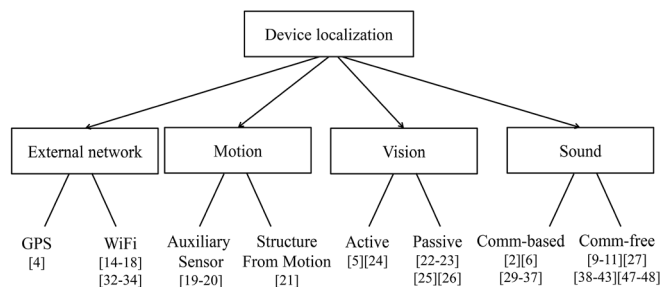 Device localization
External network
Motion
Vision
Sound
GPS
[4]
WiFi
[14-18]
[32-34]
Auxiliary
Sensor
[19-20]
Structure
From Motion
[21]
Active
[5][24]
Passive
[22-23]
[25][26]
Comm-based
[2][6]
[29-37]
Comm-free
[9-11][27]
[38-43][47-48]